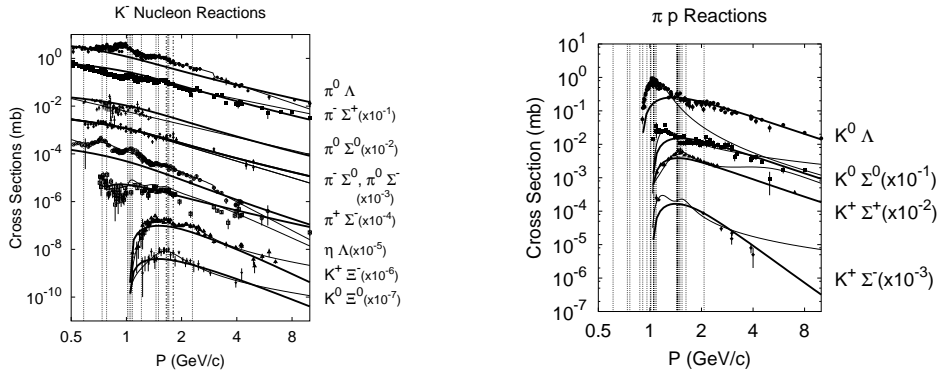 K⁻ Nucleon Reactions
Cross Sections (mb)
10⁰
10⁻²
10⁻⁴
10⁻⁶
10⁻⁸
10⁻¹⁰
0.5 1 2 4 8
P (GeV/c)
π⁰ Λ
π⁻ Σ⁺(x10⁻¹)
π⁰ Σ⁰(x10⁻²)
π⁻ Σ⁰, π⁰ Σ⁻
(x10⁻³)
π⁺ Σ⁻(x10⁻⁴)
η Λ(x10⁻⁵)
K⁺ Ξ⁻(x10⁻⁶)
K⁰ Ξ⁰(x10⁻⁷)
π p Reactions
Cross Section (mb)
10¹
10⁰
10⁻¹
10⁻²
10⁻³
10⁻⁴
10⁻⁵
10⁻⁶
10⁻⁷
0.5 1 2 4 8
P (GeV/c)
K⁰ Λ
K⁰ Σ⁰(x10⁻¹)
K⁺ Σ⁺(x10⁻²)
K⁺ Σ⁻(x10⁻³)